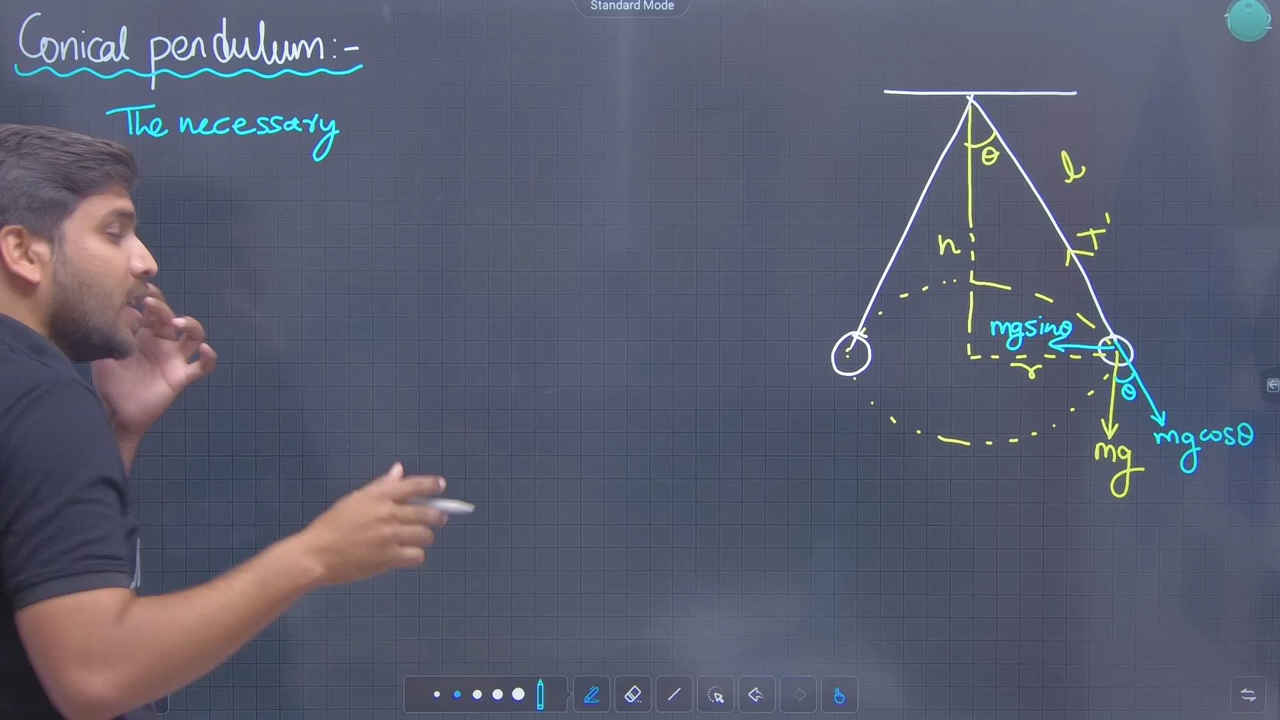 Standard Mode
Conical pendulum:-
The necessary
θ
l
T'
h
mgsinθ
r
θ
mgcosθ
mg